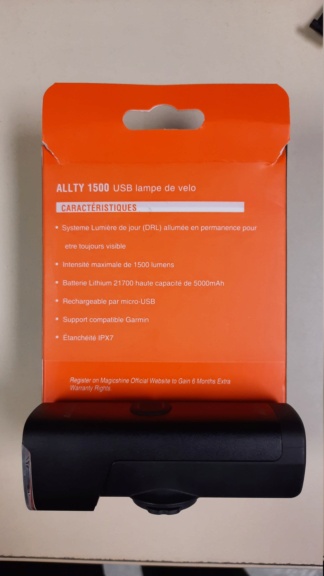 ALLTY 1500 USB lampe de velo
CARACTÉRISTIQUES
• Systeme Lumière de jour (DRL) allumée en permanence pour
etre toujours visible
• Intensité maximale de 1500 lumens
• Batterie Lithium 21700 haute capacité de 5000mAh
• Rechargeable par micro-USB
• Support compatible Garmin
• Etanchéité IPX7
Register on Magicshine Official Website to Gain 6 Months Extra
Warranty Rights